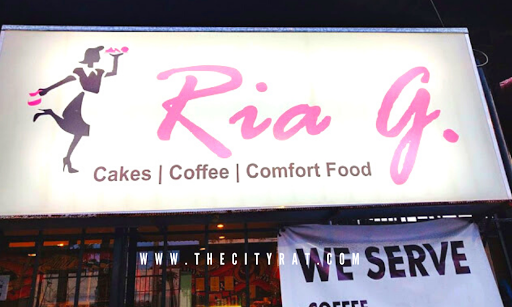 Ria G.
Cakes | Coffee | Comfort Food
WWW.THECITYRAT.COM
WE SERVE
COFFEE